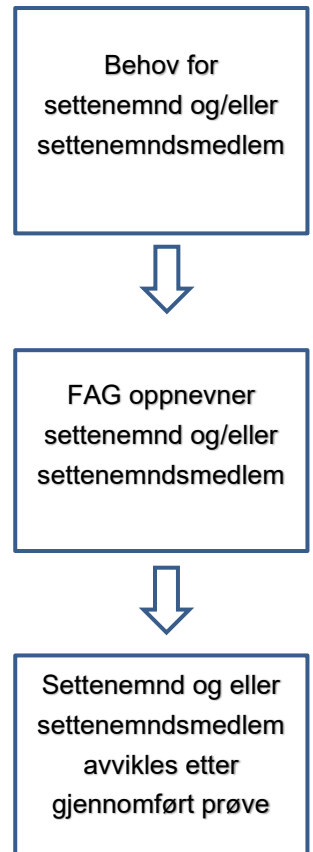 Behov for
settenemnd og/eller
settenemndsmedlem
FAG oppnevner
settenemnd og/eller
settenemndsmedlem
Settenemnd og eller
settenemndsmedlem
avvikles etter
gjennomført prøve